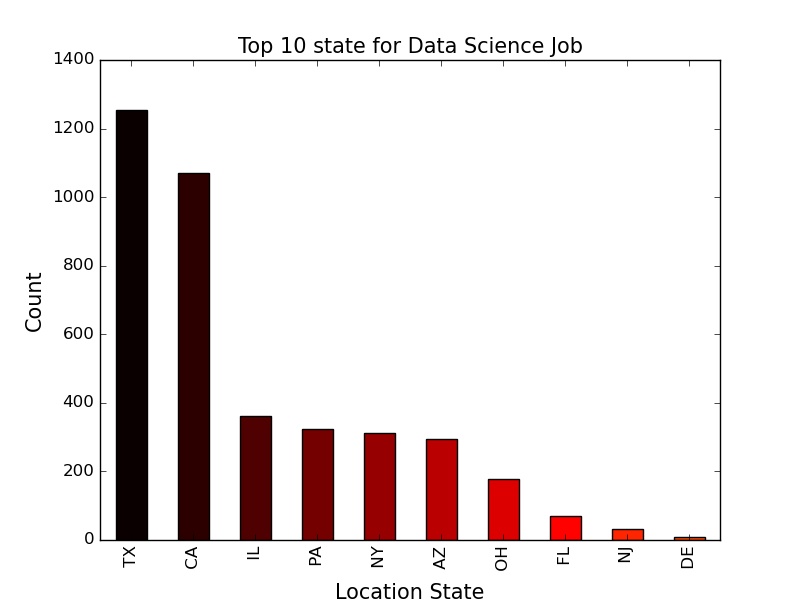 Top 10 state for Data Science Job
1400
1200
1000
800
600
400
200
0
Count
TX CA IL PA NY AZ OH FL NJ DE
Location State